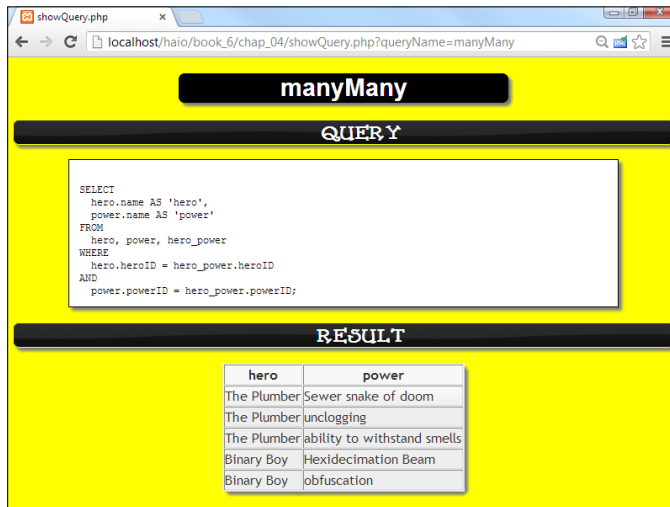 showQuery.php
localhost/haio/book_6/chap_04/showQuery.php?queryName=manyMany
manyMany
QUERY
SELECT
hero.name AS 'hero',
power.name AS 'power'
FROM
hero, power, hero_power
WHERE
hero.heroID = hero_power.heroID
AND
power.powerID = hero_power.powerID;
RESULT
hero power
The Plumber Sewer snake of doom
The Plumber unclogging
The Plumber ability to withstand smells
Binary Boy Hexidecimation Beam
Binary Boy obfuscation